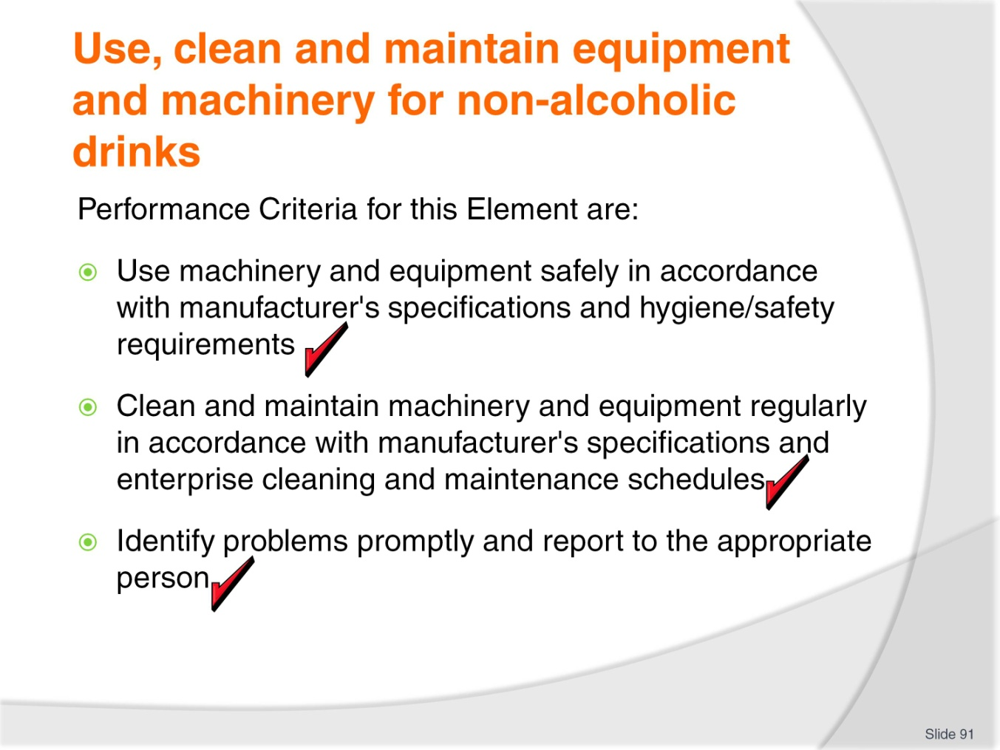 Use, clean and maintain equipment
and machinery for non-alcoholic
drinks
Performance Criteria for this Element are:
Use machinery and equipment safely in accordance
with manufacturer's specifications and hygiene/safety
requirements
Clean and maintain machinery and equipment regularly
in accordance with manufacturer's specifications and
enterprise cleaning and maintenance schedules
Identify problems promptly and report to the appropriate
person
Slide 91